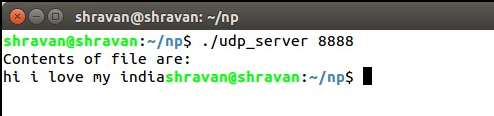 shravan@shravan: ~/np
shravan@shravan:~/np$ ./udp_server 8888
Contents of file are:
hi i love my indiashravan@shravan:~/np$